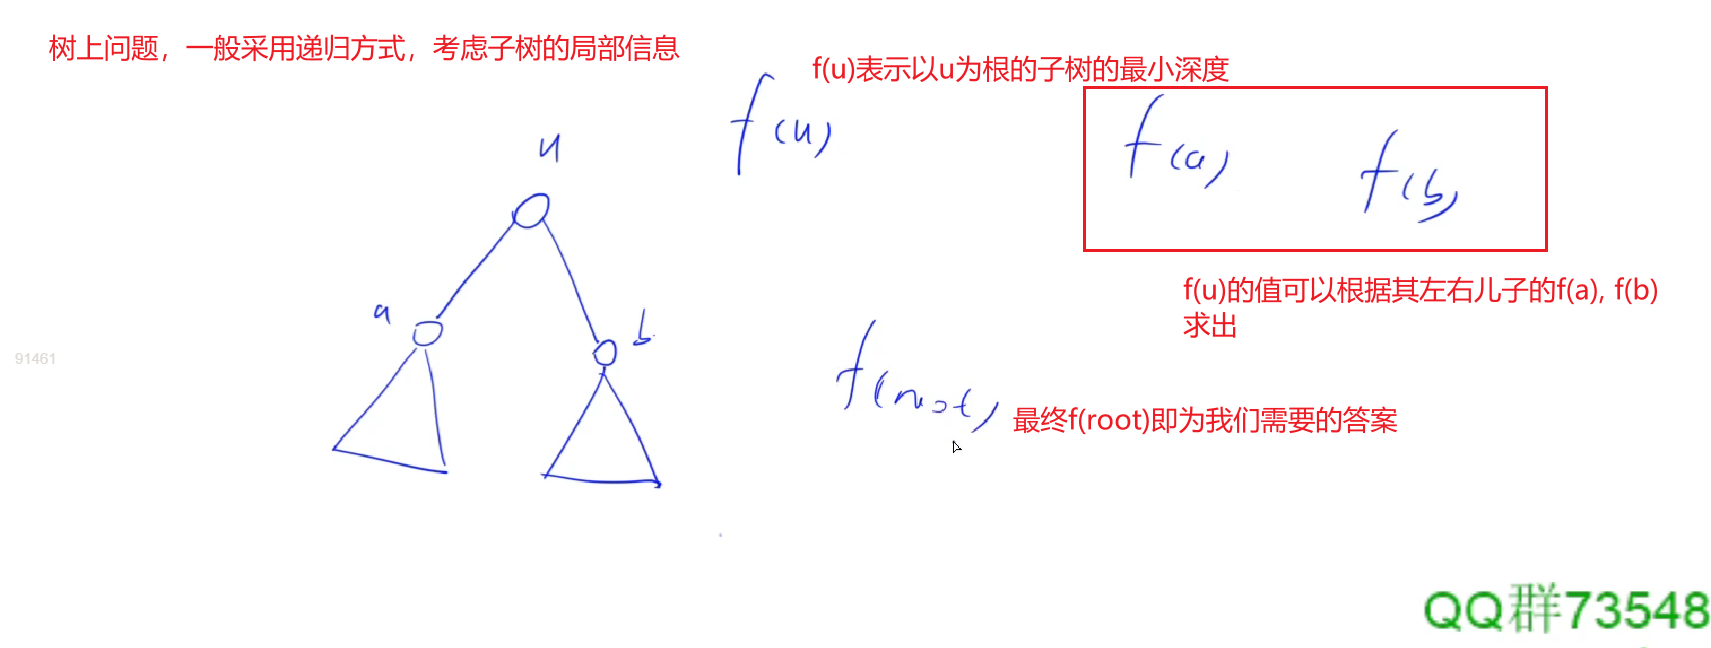 树上问题，一般采用递归方式，考虑子树的局部信息
f(u)表示以u为根的子树的最小深度
f(u)
f(a)
f(b)
u
f(u)的值可以根据其左右儿子的f(a), f(b)
求出
a
b
91461
f(root)
最终f(root)即为我们需要的答案
QQ群73548